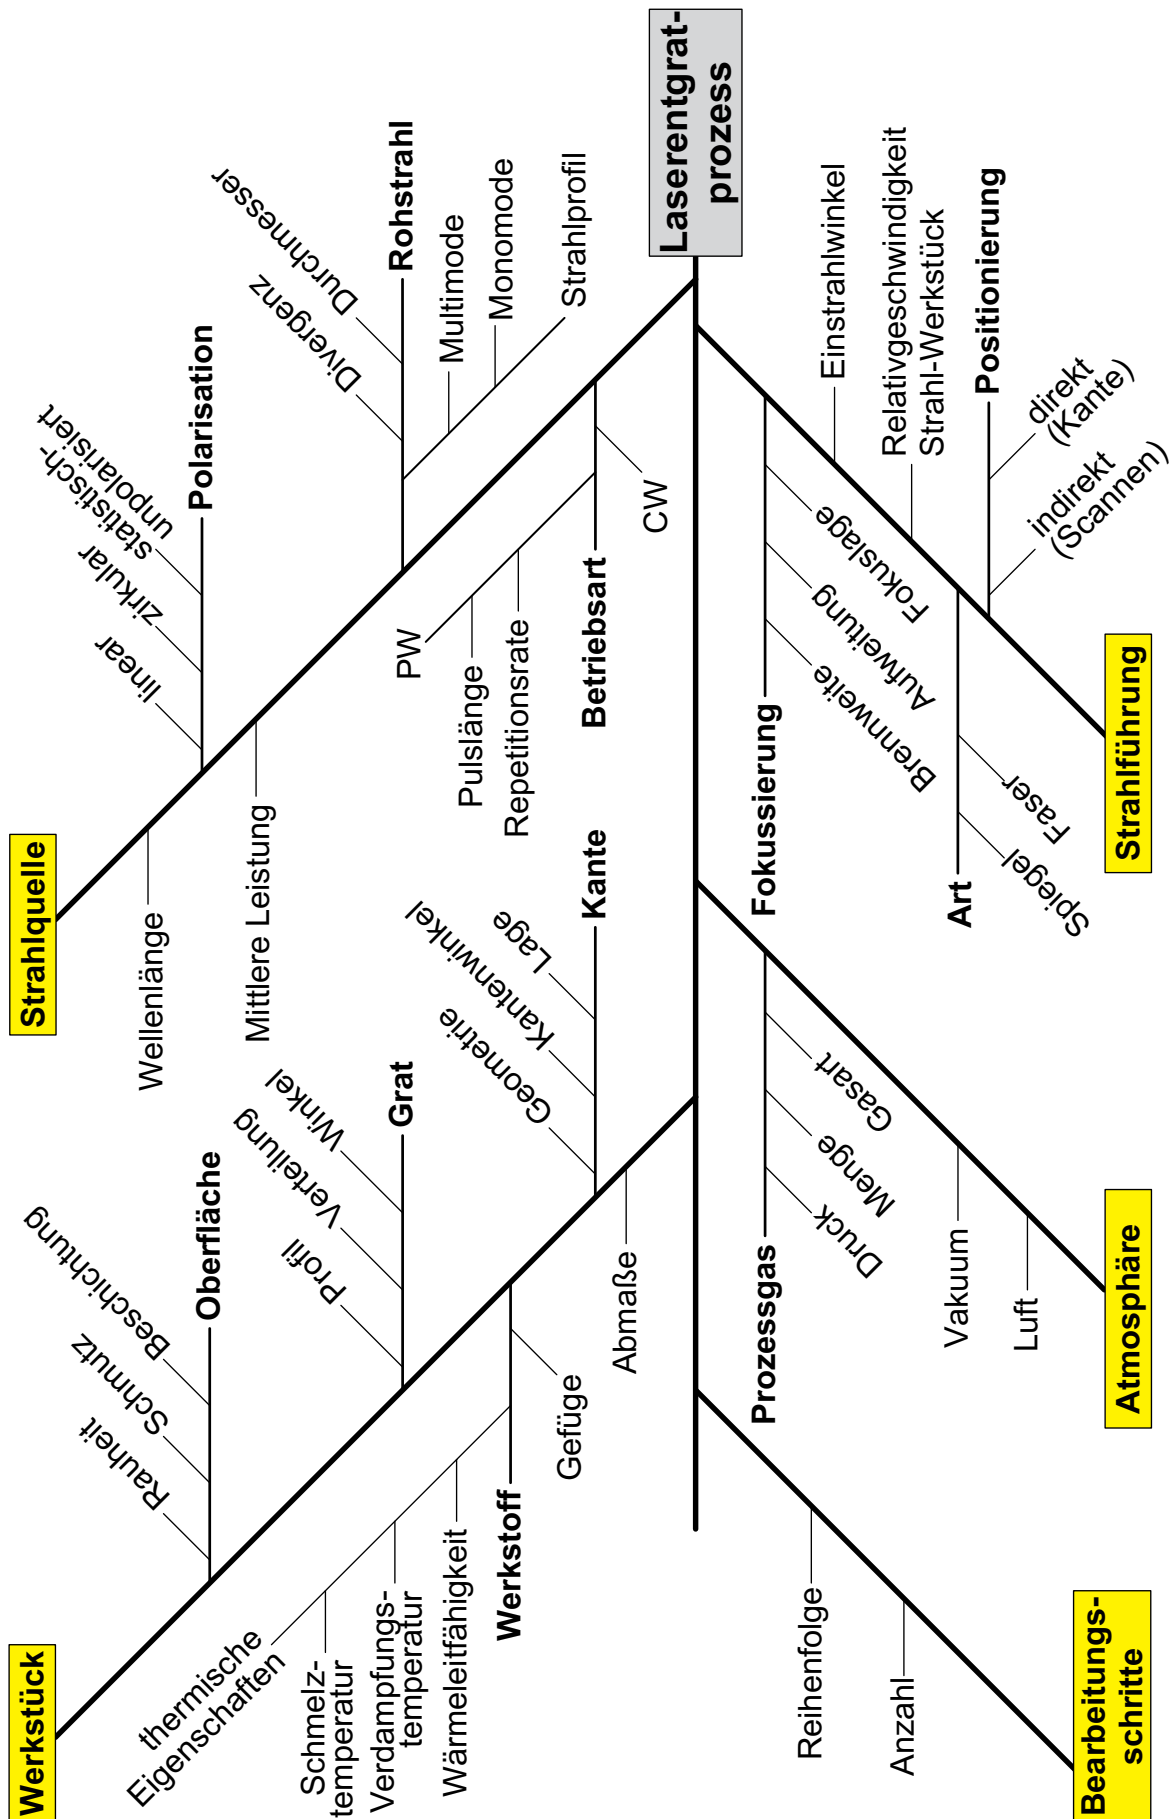 Werkstück
Oberfläche
Rauheit
Schmutz
Beschichtung
Grat
Profil
Verteilung
Winkel
Werkstoff
thermische
Eigenschaften
Schmelz-
temperatur
Verdampfungs-
temperatur
Wärmeleitfähigkeit
Gefüge
Kante
Geometrie
Kantenwinkel
Lage
Abmaße
Strahlquelle
Wellenlänge
Polarisation
linear
zirkular
statistisch-
unpolarisiert
Mittlere Leistung
Rohstrahl
Divergenz
Durchmesser
Multimode
Monomode
Strahlprofil
Betriebsart
PW
Pulslänge
Repetitionsrate
CW
Laserentgrat-
prozess
Bearbeitungs-
schritte
Reihenfolge
Anzahl
Atmosphäre
Prozessgas
Druck
Menge
Gasart
Vakuum
Luft
Strahlführung
Fokussierung
Brennweite
Aufweitung
Fokuslage
Art
Spiegel
Faser
Einstrahlwinkel
Relativgeschwindigkeit
Strahl-Werkstück
Positionierung
indirekt
(Scannen)
direkt
(Kante)